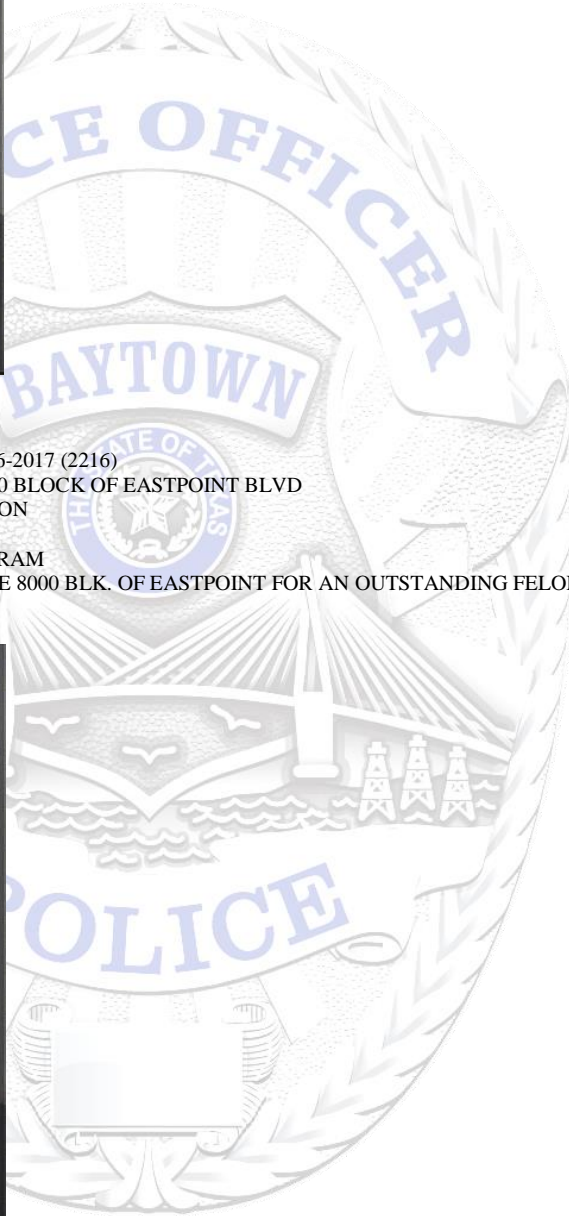 CE OFFICER
BAYTOWN
THE STATE OF TEXAS
6-2017 (2216)
0 BLOCK OF EASTPOINT BLVD
ON
RAM
E 8000 BLK. OF EASTPOINT FOR AN OUTSTANDING FELO
POLICE